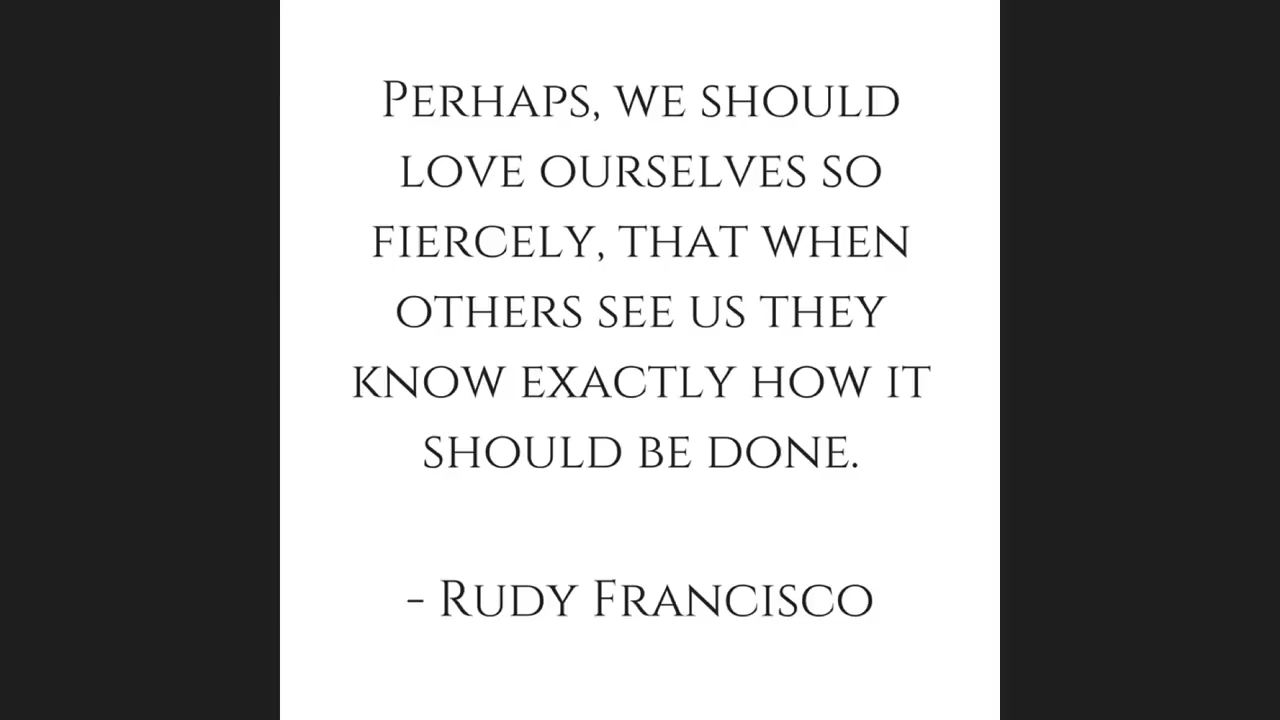 Perhaps, we should
love ourselves so
fiercely, that when
others see us they
know exactly how it
should be done.
- Rudy Francisco